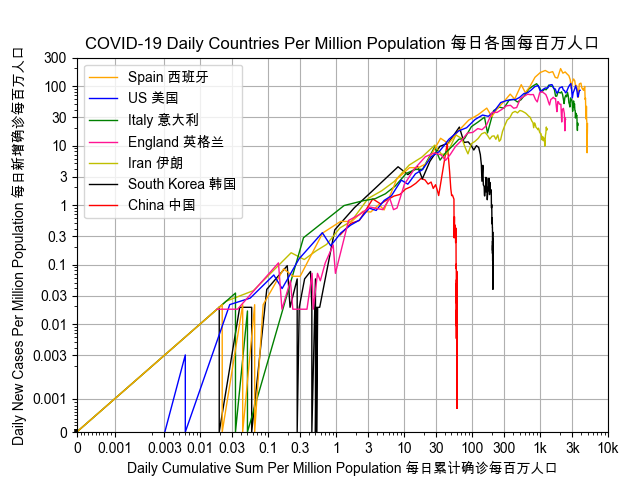 COVID-19 Daily Countries Per Million Population 每日各国每百万人口
Daily New Cases Per Million Population 每日新增确诊每百万人口
300
100
30
10
3
1
0.3
0.1
0.03
0.01
0.003
0.001
0
Spain 西班牙
US 美国
Italy 意大利
England 英格兰
Iran 伊朗
South Korea 韩国
China 中国
0 0.001 0.003 0.01 0.03 0.1 0.3 1 3 10 30 100 300 1k 3k 10k
Daily Cumulative Sum Per Million Population 每日累计确诊每百万人口